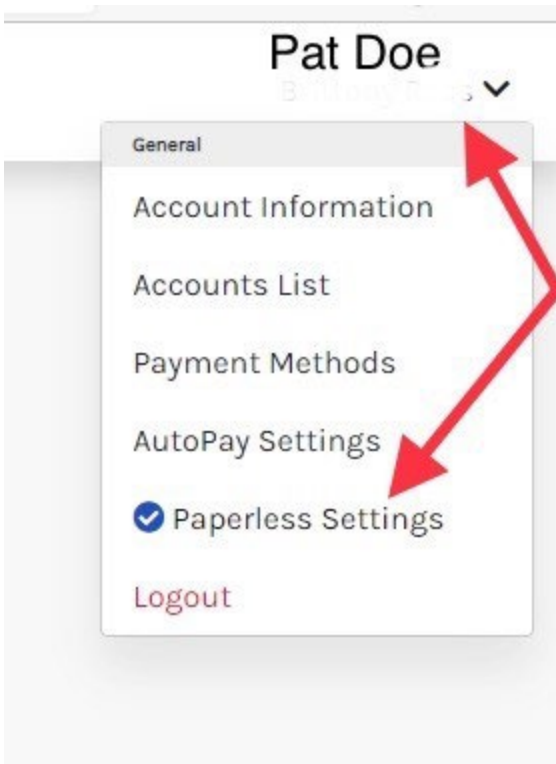 Pat Doe
General
Account Information
Accounts List
Payment Methods
AutoPay Settings
Paperless Settings
Logout